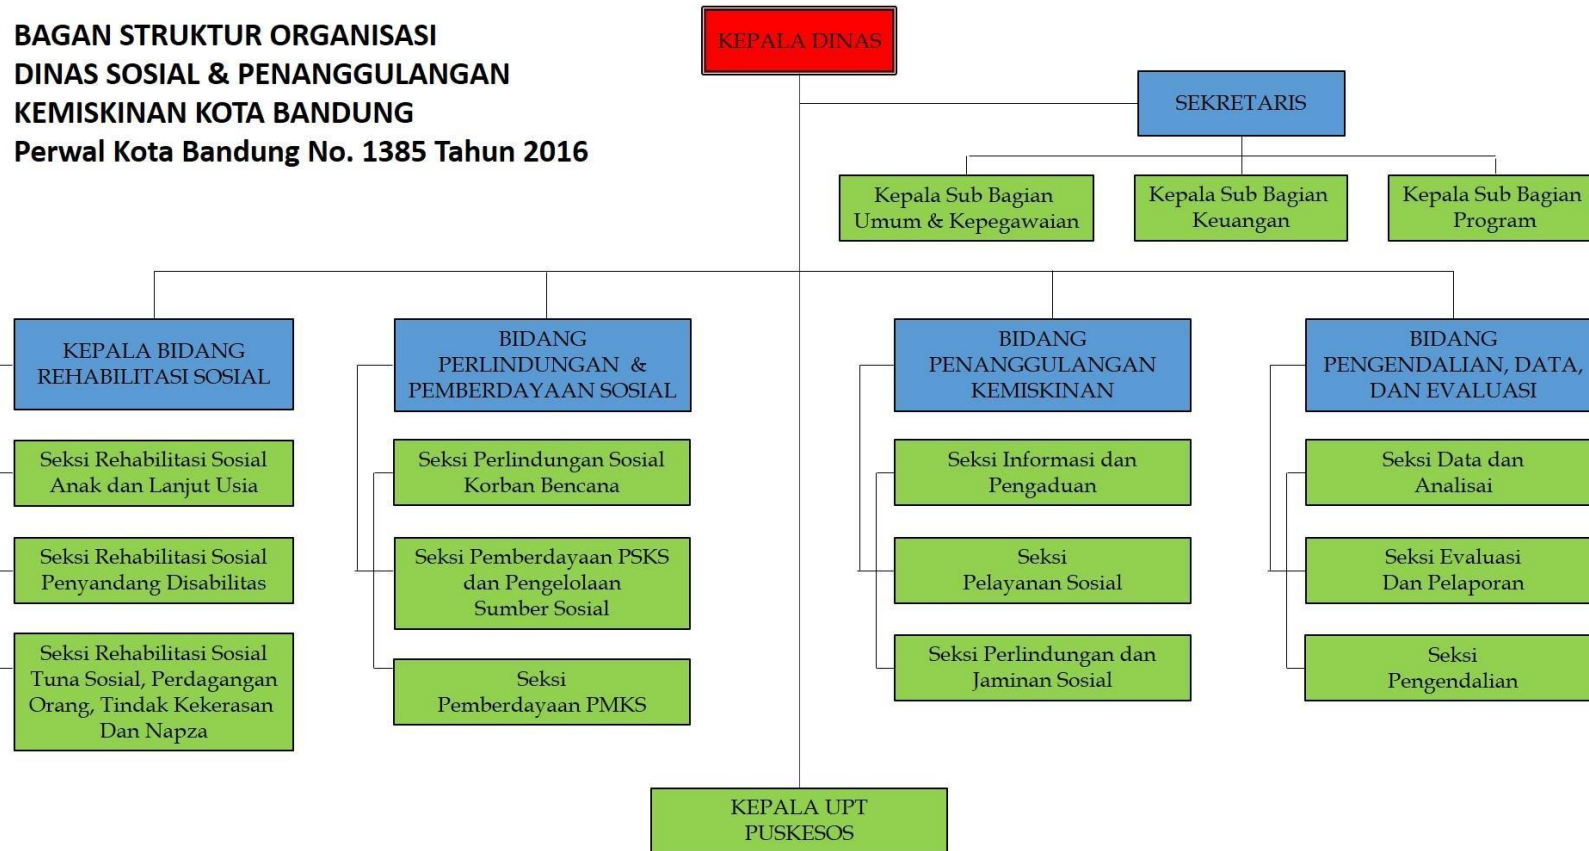 BAGAN STRUKTUR ORGANISASI
DINAS SOSIAL & PENANGGULANGAN
KEMISKINAN KOTA BANDUNG
Perwal Kota Bandung No. 1385 Tahun 2016
KEPALA DINAS
SEKRETARIS
Kepala Sub Bagian
Umum & Kepegawaian
Kepala Sub Bagian
Keuangan
Kepala Sub Bagian
Program
KEPALA BIDANG
REHABILITASI SOSIAL
Seksi Rehabilitasi Sosial
Anak dan Lanjut Usia
Seksi Rehabilitasi Sosial
Penyandang Disabilitas
Seksi Rehabilitasi Sosial
Tuna Sosial, Perdagangan
Orang, Tindak Kekerasan
Dan Napza
BIDANG
PERLINDUNGAN &
PEMBERDAYAAN SOSIAL
Seksi Perlindungan Sosial
Korban Bencana
Seksi Pemberdayaan PSKS
dan Pengelolaan
Sumber Sosial
Seksi
Pemberdayaan PMKS
BIDANG
PENANGGULANGAN
KEMISKINAN
Seksi Informasi dan
Pengaduan
Seksi
Pelayanan Sosial
Seksi Perlindungan dan
Jaminan Sosial
BIDANG
PENGENDALIAN, DATA,
DAN EVALUASI
Seksi Data dan
Analisai
Seksi Evaluasi
Dan Pelaporan
Seksi
Pengendalian
KEPALA UPT
PUSKESOS